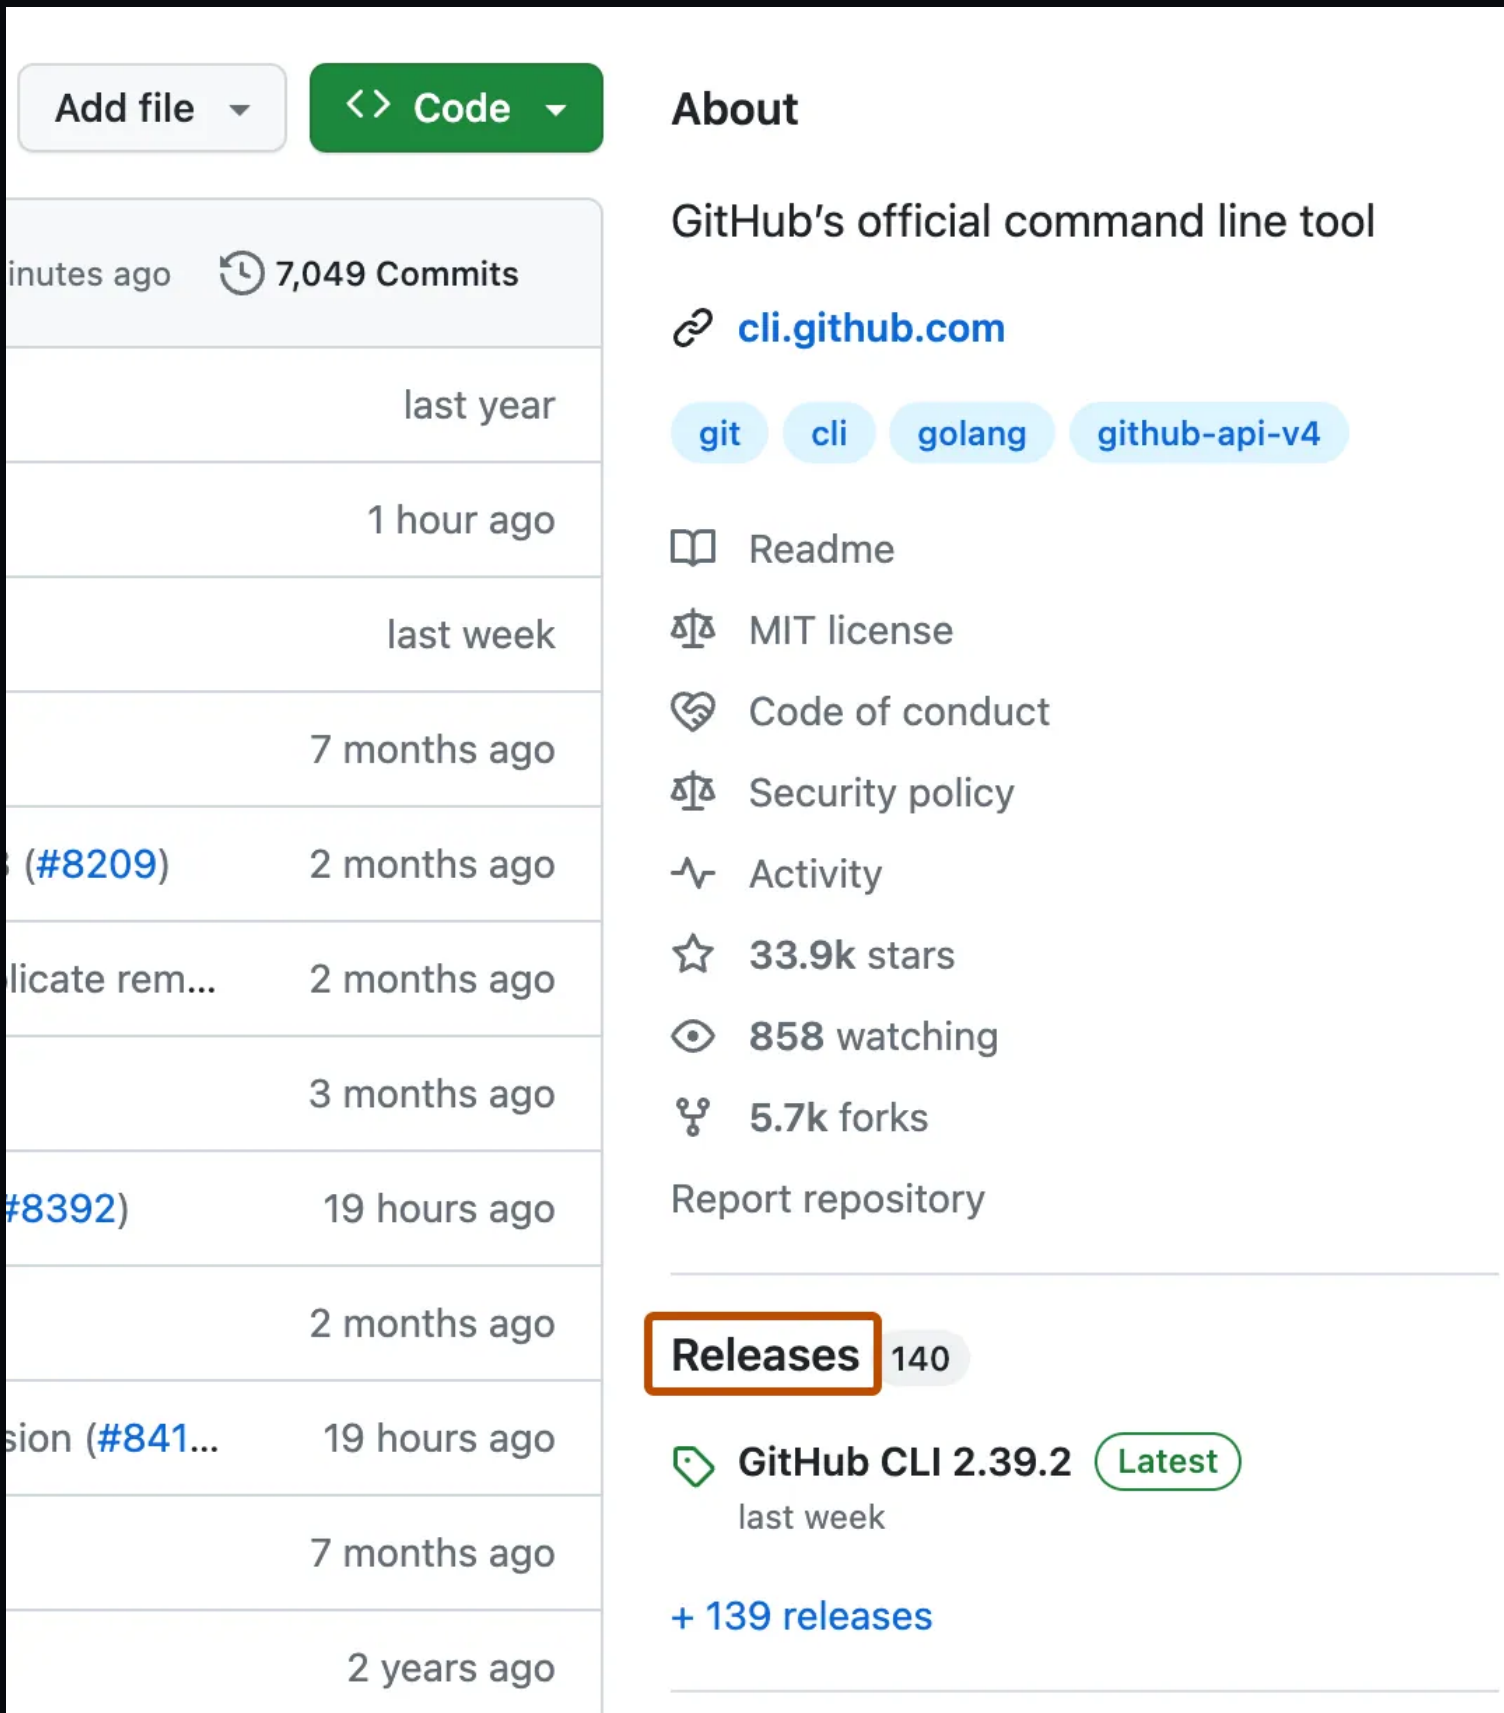 Add file
<> Code
inutes ago 7,049 Commits
last year
1 hour ago
last week
7 months ago
(#8209) 2 months ago
licate rem... 2 months ago
3 months ago
#8392) 19 hours ago
2 months ago
sion (#841... 19 hours ago
7 months ago
2 years ago
About
GitHub’s official command line tool
cli.github.com
git cli golang github-api-v4
Readme
MIT license
Code of conduct
Security policy
Activity
33.9k stars
858 watching
5.7k forks
Report repository
Releases 140
GitHub CLI 2.39.2 Latest
last week
+ 139 releases